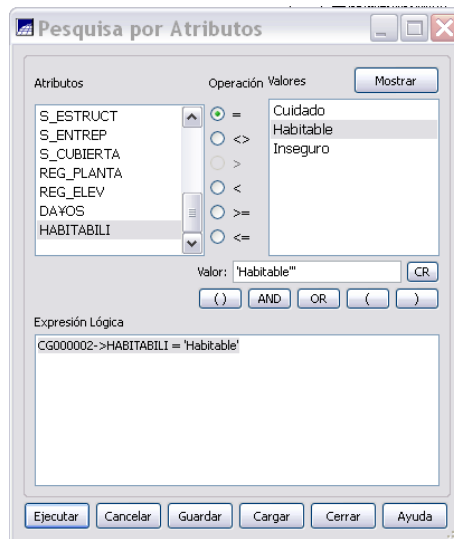 Pesquisa por Atributos
Atributos
Operación
Valores
Mostrar
S_ESTRUCT
S_ENTREP
S_CUBIERTA
REG_PLANTA
REG_ELEV
DA¥OS
HABITABILI
=
<>
>
<
>=
<=
Cuidado
Habitable
Inseguro
Valor:
'Habitable'"
CR
( )
AND
OR
(
)
Expresión Lógica
CG000002->HABITABILI = 'Habitable'
Ejecutar
Cancelar
Guardar
Cargar
Cerrar
Ayuda